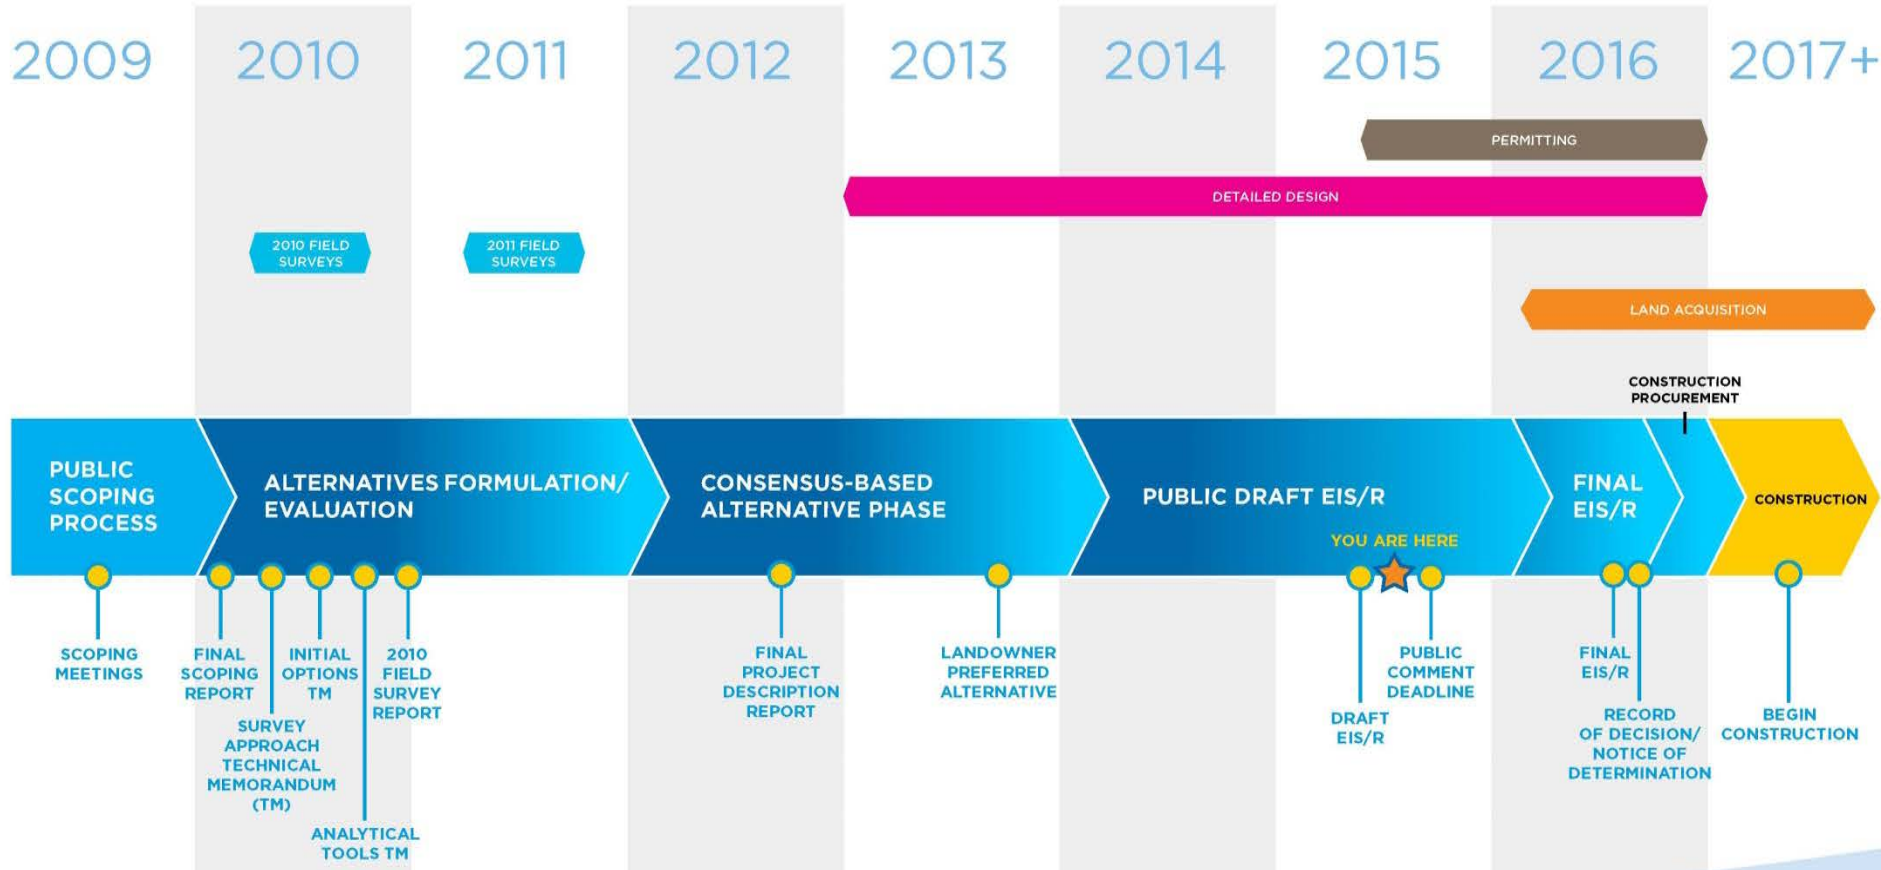 2009
2010
2011
2012
2013
2014
2015
2016
2017+
PERMITTING
DETAILED DESIGN
2010 FIELD
SURVEYS
2011 FIELD
SURVEYS
LAND ACQUISITION
CONSTRUCTION
PROCUREMENT
PUBLIC
SCOPING
PROCESS
ALTERNATIVES FORMULATION/
EVALUATION
CONSENSUS-BASED
ALTERNATIVE PHASE
PUBLIC DRAFT EIS/R
YOU ARE HERE
FINAL
EIS/R
CONSTRUCTION
SCOPING
MEETINGS
FINAL
SCOPING
REPORT
SURVEY
APPROACH
TECHNICAL
MEMORANDUM
(TM)
INITIAL
OPTIONS
TM
ANALYTICAL
TOOLS TM
2010
FIELD
SURVEY
REPORT
FINAL
PROJECT
DESCRIPTION
REPORT
LANDOWNER
PREFERRED
ALTERNATIVE
DRAFT
EIS/R
PUBLIC
COMMENT
DEADLINE
FINAL
EIS/R
RECORD
OF DECISION/
NOTICE OF
DETERMINATION
BEGIN
CONSTRUCTION